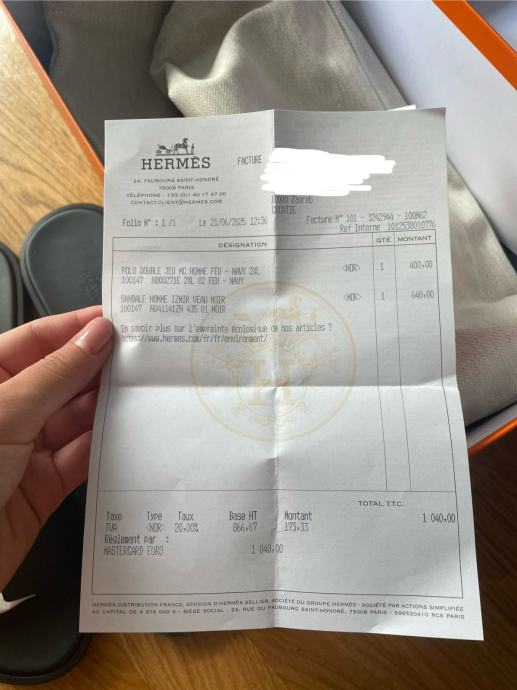 HERMÈS
24, FAUBOURG SAINT-HONORÉ
75008 PARIS
TÉLÉPHONE : +33 (0)1 40 17 47 00
CONTACT.CLIENT@HERMES.COM
FACTURE
10000 Zagreb
CROATIE
Folio N° : 1 /1 Le 21/06/2025 12:56 Facture N° 101 - 3242944 - 100M62
Ref Interne 1012530010776
DÉSIGNATION QTÉ MONTANT
POLO DOUBLE JEU MC HOMME FEU - NAVY 2XL <NOR> 1 400,00
100147 H800271E 2XL 02 FEU - NAVY
SANDALE HOMME IZMIR VEAU NOIR <NOR> 1 640,00
100147 H041141ZH 435 01 NOIR
En savoir plus sur l'empreinte écologique de nos articles ?
https://www.hermes.com/fr/fr/environment/
TOTAL T.T.C.
Taxe Type Taux Base HT Montant 1 040,00
TVA <NOR> 20,00% 866,67 173,33
Règlement par :
MASTERCARD EURO 1 040,00
HERMÈS DISTRIBUTION FRANCE, DIVISION D'HERMÈS SELLIER, SOCIÉTÉ DU GROUPE HERMÈS - SOCIÉTÉ PAR ACTIONS SIMPLIFIÉE
AU CAPITAL DE 4 976 000 € - SIÈGE SOCIAL : 24, RUE DU FAUBOURG SAINT-HONORÉ, 75008 PARIS - 696520410 RCS PARIS